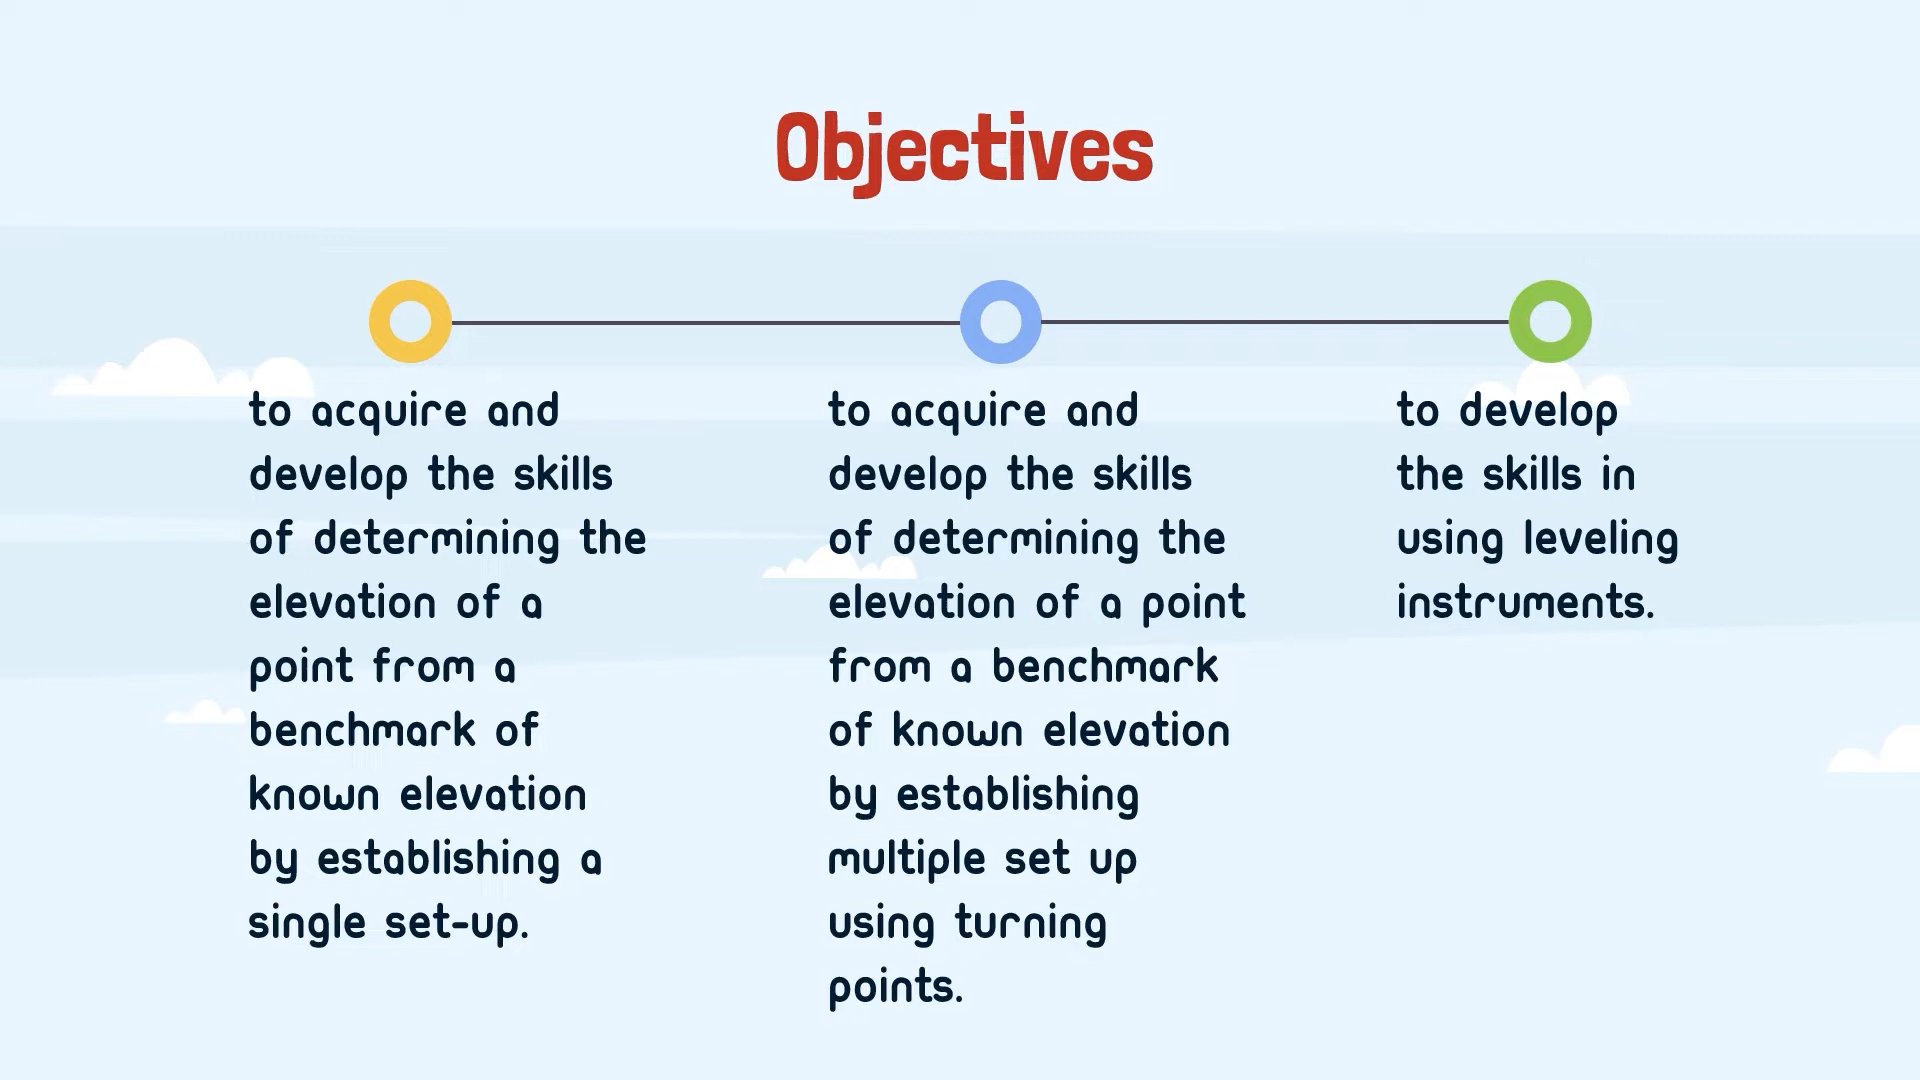 Objectives
to acquire and
develop the skills
of determining the
elevation of a
point from a
benchmark of
known elevation
by establishing a
single set-up.
to acquire and
develop the skills
of determining the
elevation of a point
from a benchmark
of known elevation
by establishing
multiple set up
using turning
points.
to develop
the skills in
using leveling
instruments.